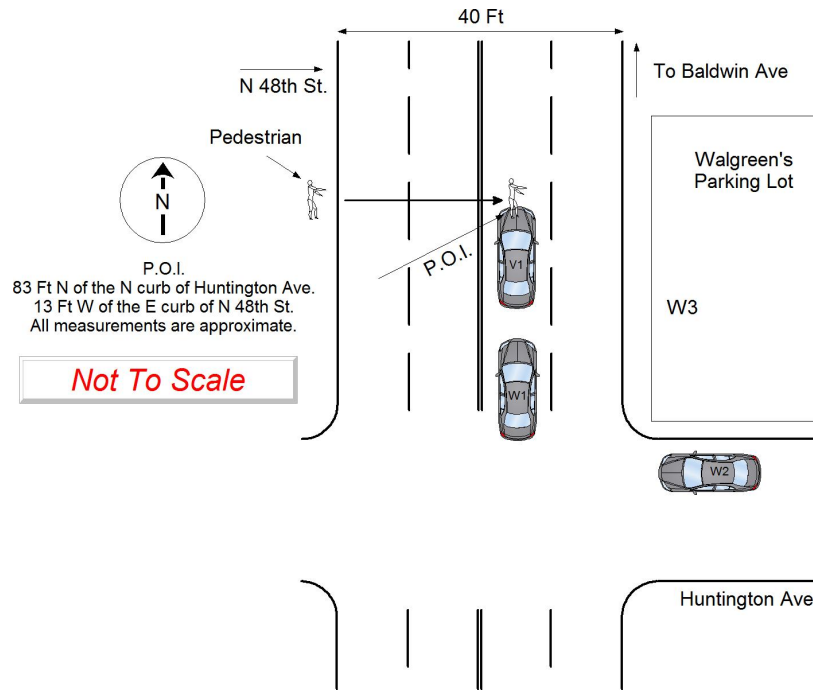 40 Ft
N 48th St.
To Baldwin Ave
Pedestrian
Walgreen's
Parking Lot
N
P.O.I.
V1
P.O.I.
83 Ft N of the N curb of Huntington Ave.
13 Ft W of the E curb of N 48th St.
All measurements are approximate.
W3
Not To Scale
W1
W2
Huntington Ave